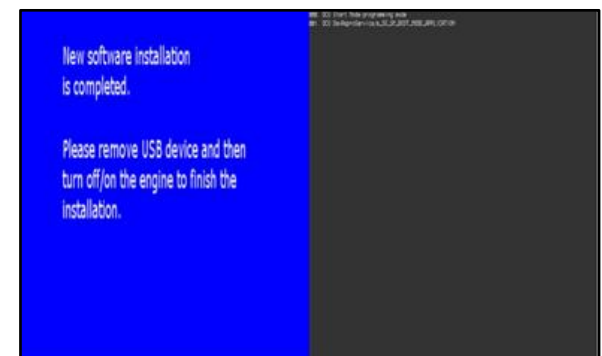 New software installation
is completed.
Please remove USB device and then
turn off/on the engine to finish the
installation.